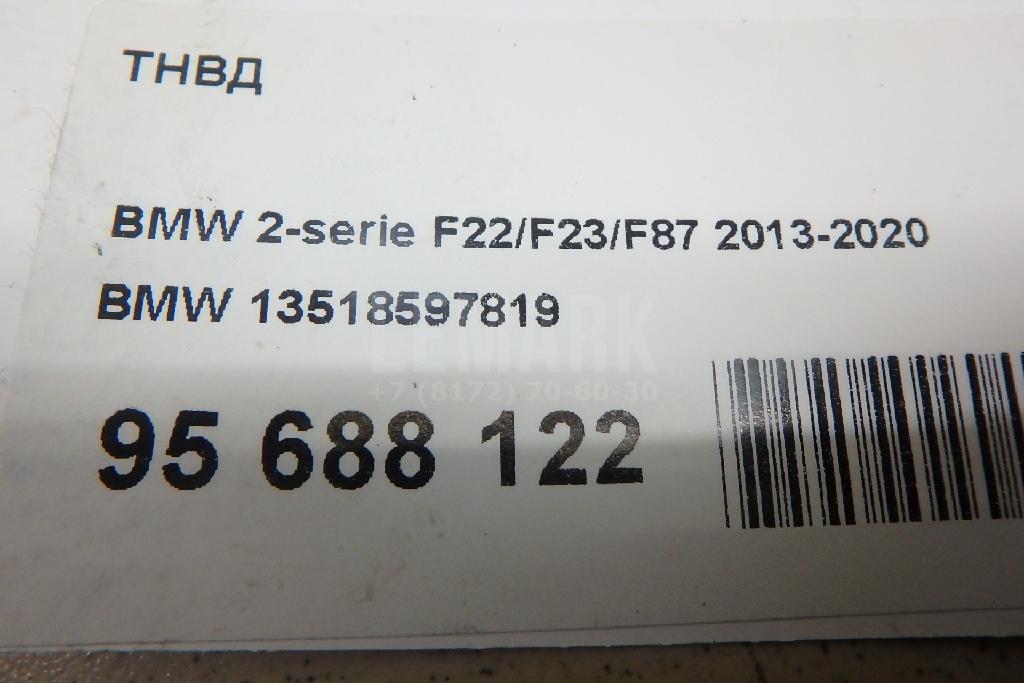 ТНВД
BMW 2-serie F22/F23/F87 2013-2020
BMW 13518597819
LEMARK
+7 (8172) 70-60-30
95 688 122